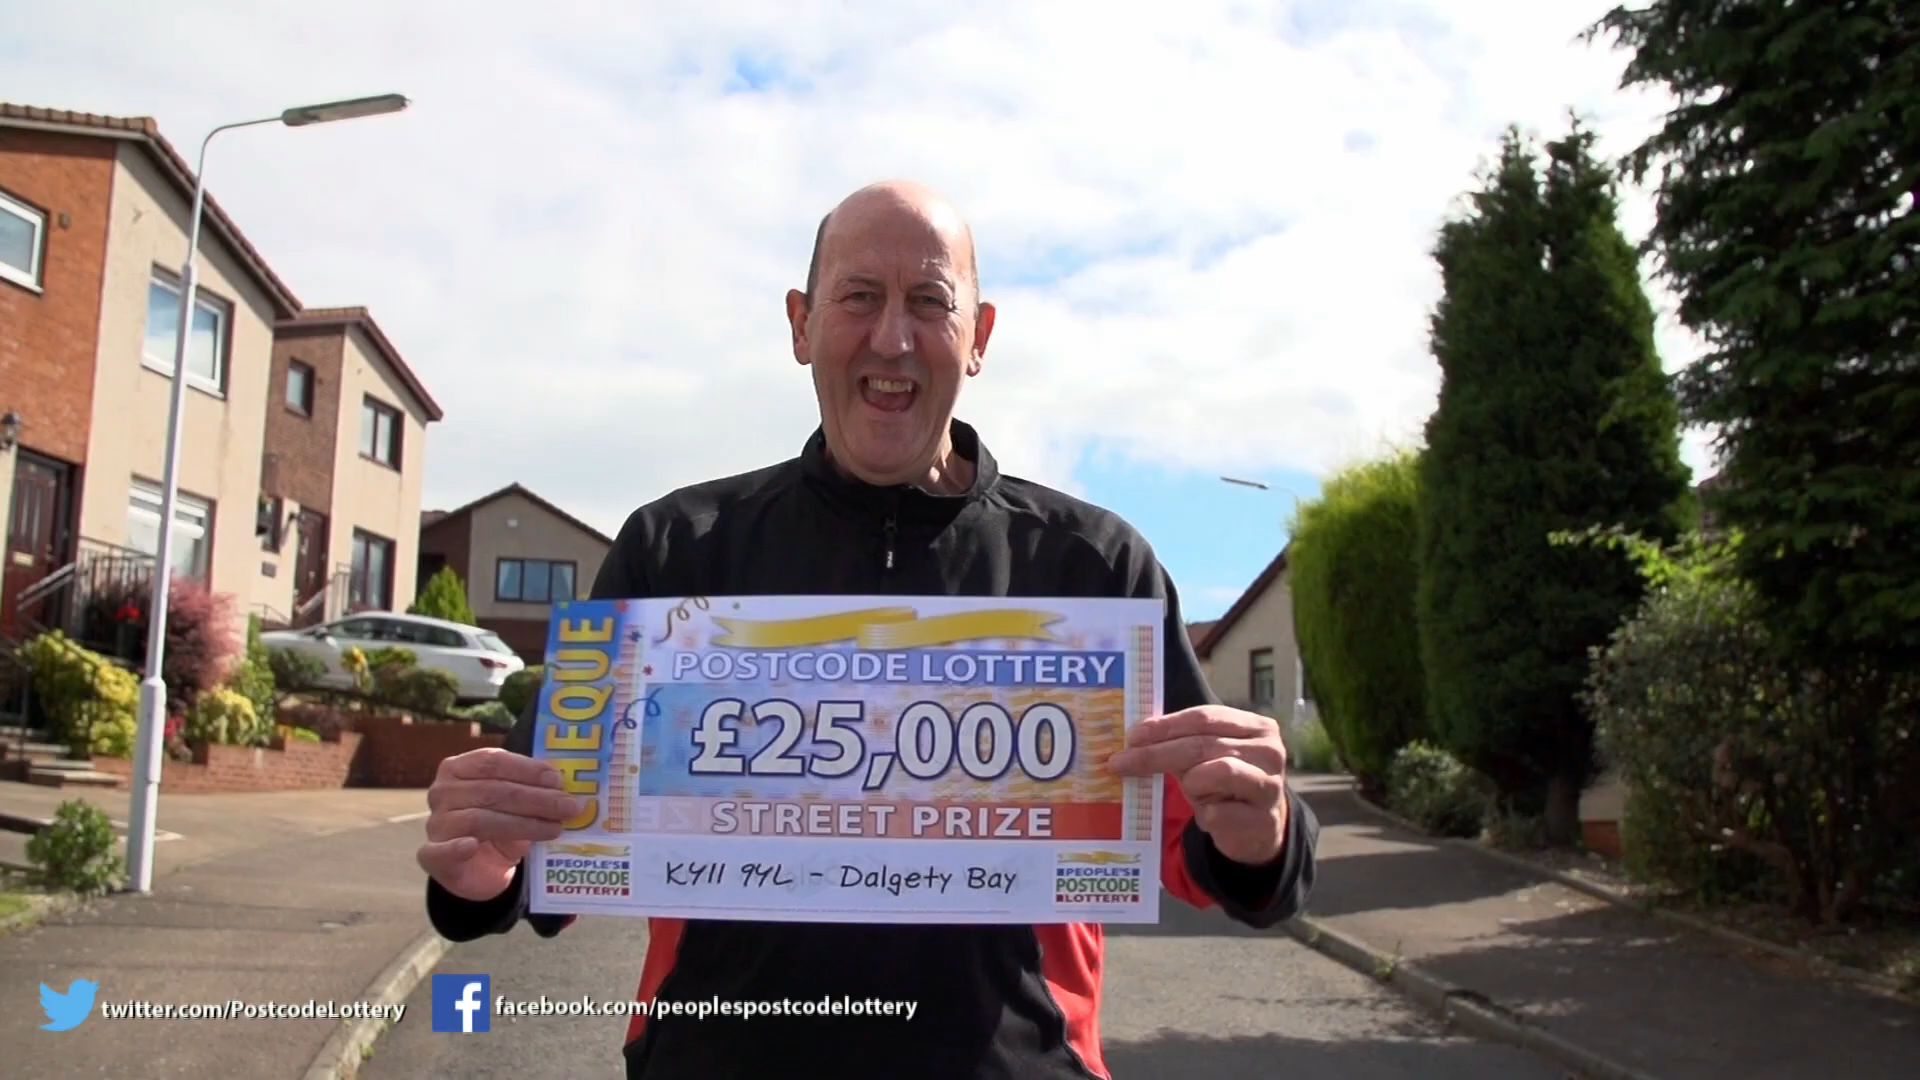 CHEQUE
POSTCODE LOTTERY
£25,000
STREET PRIZE
PEOPLE'S
POSTCODE
LOTTERY
KY11 9YL - Dalgety Bay
PEOPLE'S
POSTCODE
LOTTERY
twitter.com/PostcodeLottery
facebook.com/peoplespostcodelottery